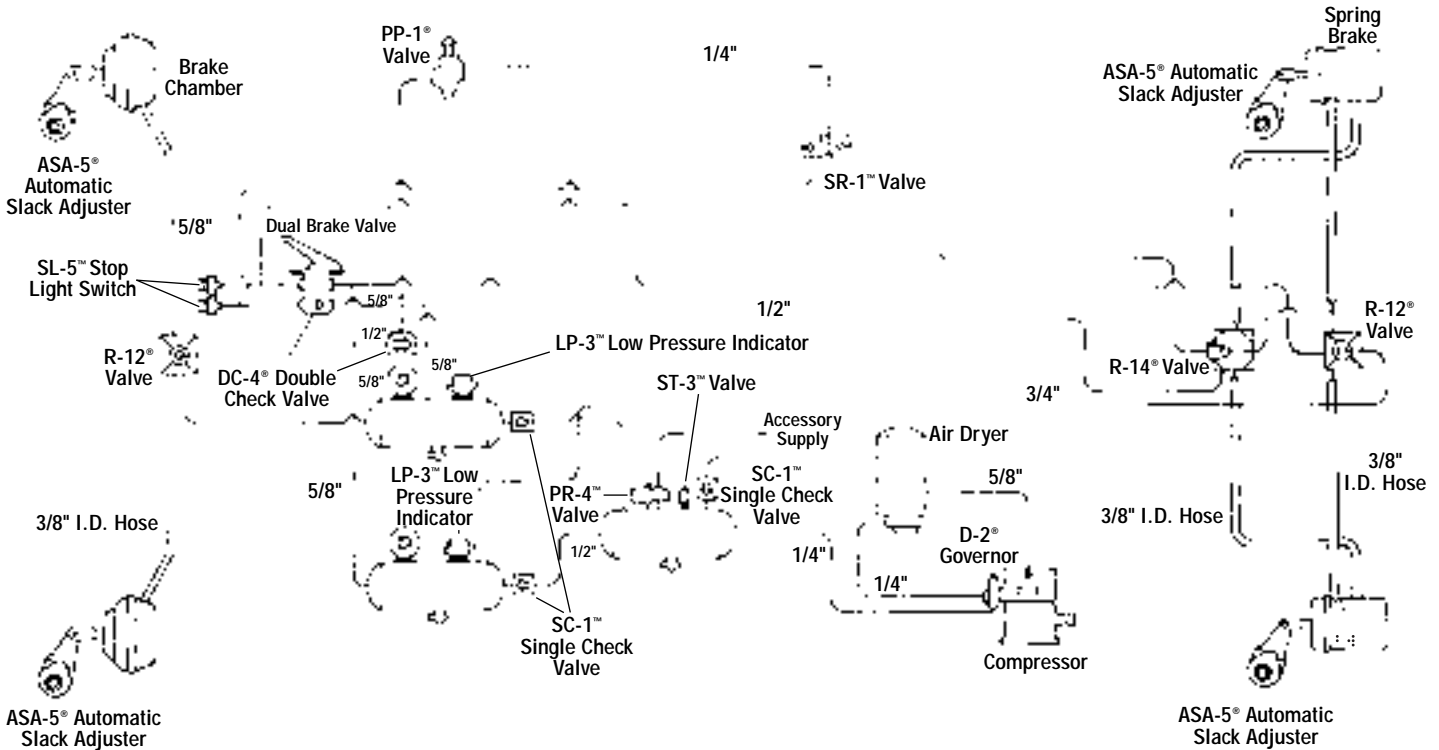 Brake
Chamber
PP-1®
Valve
1/4"
Spring
Brake
ASA-5® Automatic
Slack Adjuster
ASA-5®
Automatic
Slack Adjuster
SR-1™ Valve
5/8"
Dual Brake Valve
SL-5™ Stop
Light Switch
5/8"
1/2"
1/2"
R-12®
Valve
LP-3™ Low Pressure Indicator
R-12®
Valve
DC-4® Double
Check Valve
5/8"
5/8"
ST-3™ Valve
R-14® Valve
3/4"
Accessory
Supply
Air Dryer
5/8"
LP-3™ Low
Pressure
Indicator
PR-4™
Valve
SC-1™
Single Check
Valve
5/8"
3/8"
I.D. Hose
3/8" I.D. Hose
3/8" I.D. Hose
1/2"
1/4"
D-2®
Governor
1/4"
SC-1™
Single Check
Valve
Compressor
ASA-5® Automatic
Slack Adjuster
ASA-5® Automatic
Slack Adjuster